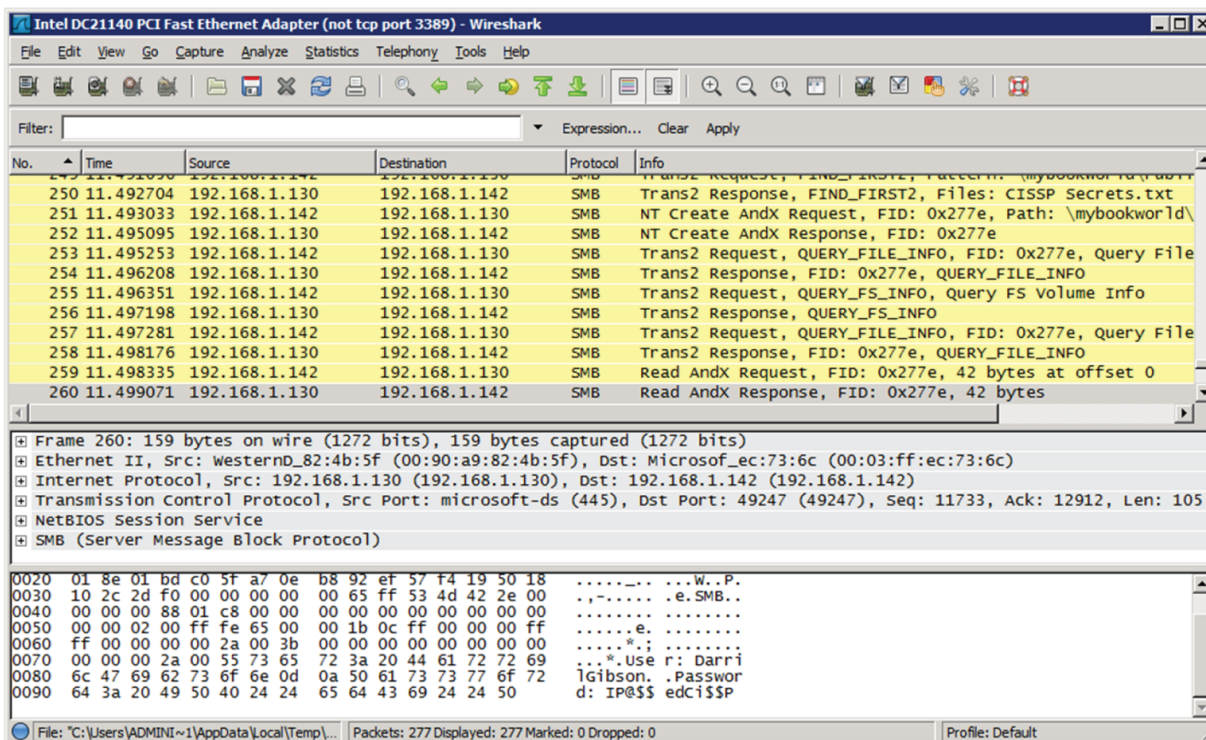 Intel DC21140 PCI Fast Ethernet Adapter (not tcp port 3389) - Wireshark
File Edit View Go Capture Analyze Statistics Telephony Tools Help
Filter: Expression... Clear Apply
No. Time Source Destination Protocol Info
250 11.492704 192.168.1.130 192.168.1.142 SMB Trans2 Response, FIND_FIRST2, Files: CISSP Secrets.txt
251 11.493033 192.168.1.142 192.168.1.130 SMB NT Create AndX Request, FID: 0x277e, Path: \mybookworld\
252 11.495095 192.168.1.130 192.168.1.142 SMB NT Create AndX Response, FID: 0x277e
253 11.495253 192.168.1.142 192.168.1.130 SMB Trans2 Request, QUERY_FILE_INFO, FID: 0x277e, Query File
254 11.496208 192.168.1.130 192.168.1.142 SMB Trans2 Response, FID: 0x277e, QUERY_FILE_INFO
255 11.496351 192.168.1.142 192.168.1.130 SMB Trans2 Request, QUERY_FS_INFO, Query FS Volume Info
256 11.497198 192.168.1.130 192.168.1.142 SMB Trans2 Response, QUERY_FS_INFO
257 11.497281 192.168.1.142 192.168.1.130 SMB Trans2 Request, QUERY_FILE_INFO, FID: 0x277e, Query File
258 11.498176 192.168.1.130 192.168.1.142 SMB Trans2 Response, FID: 0x277e, QUERY_FILE_INFO
259 11.498335 192.168.1.142 192.168.1.130 SMB Read AndX Request, FID: 0x277e, 42 bytes at offset 0
260 11.499071 192.168.1.130 192.168.1.142 SMB Read AndX Response, FID: 0x277e, 42 bytes
Frame 260: 159 bytes on wire (1272 bits), 159 bytes captured (1272 bits)
Ethernet II, Src: WesternD_82:4b:5f (00:90:a9:82:4b:5f), Dst: Microsof_ec:73:6c (00:03:ff:ec:73:6c)
Internet Protocol, Src: 192.168.1.130 (192.168.1.130), Dst: 192.168.1.142 (192.168.1.142)
Transmission Control Protocol, Src Port: microsoft-ds (445), Dst Port: 49247 (49247), Seq: 11733, Ack: 12912, Len: 105
NetBIOS Session Service
SMB (Server Message Block Protocol)
0020 01 8e 01 bd c0 5f a7 0e b8 92 ef 57 f4 19 50 18 ....._.. ...W..P.
0030 10 2c 2d f0 00 00 00 00 00 65 ff 53 4d 42 2e 00 .,-..... .e.SMB..
0040 00 00 00 88 01 c8 00 00 00 00 00 00 00 00 00 00 ........ ........
0050 00 00 02 00 ff fe 65 00 00 1b 0c ff 00 00 00 ff ......e. ........
0060 ff 00 00 00 00 2a 00 3b 00 00 00 00 00 00 00 00 .....*.; ........
0070 00 00 00 2a 00 55 73 65 72 3a 20 44 61 72 72 69 ...*.Use r: Darri
0080 6c 47 69 62 73 6f 6e 0d 0a 50 61 73 73 77 6f 72 lGibson. .Passwor
0090 64 3a 20 49 50 40 24 24 65 64 43 69 24 24 50 d: IP@$$ edCi$$P
File: "C:\Users\ADMINI~1\AppData\Local\Temp\... Packets: 277 Displayed: 277 Marked: 0 Dropped: 0 Profile: Default